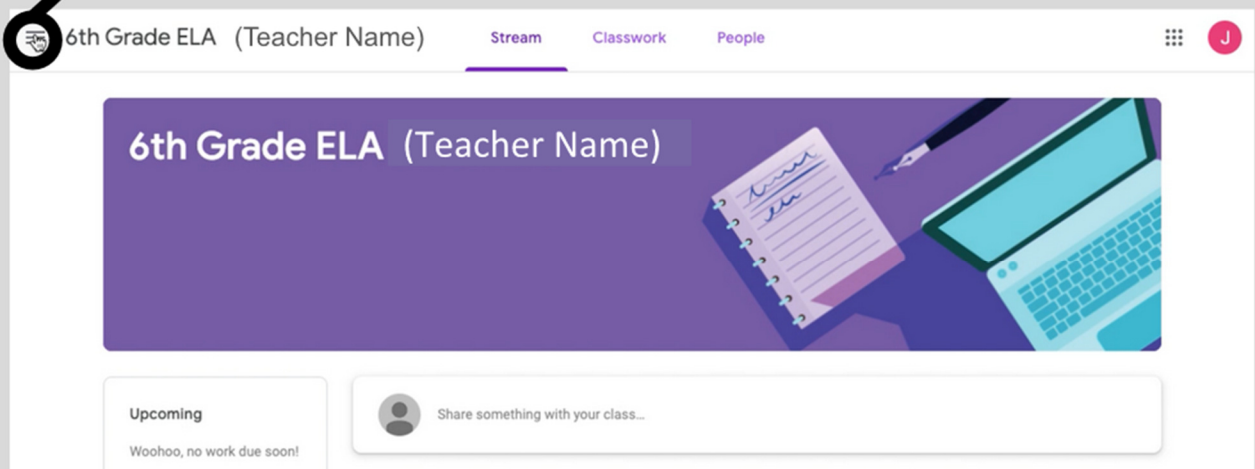 6th Grade ELA (Teacher Name) Stream Classwork People J
6th Grade ELA (Teacher Name)
Upcoming
Woohoo, no work due soon!
Share something with your class...